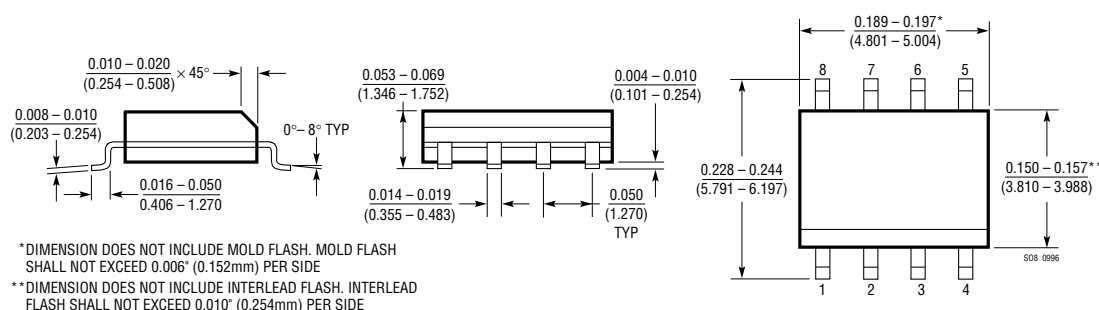 0.010 – 0.020
(0.254 – 0.508)
× 45°
0.008 – 0.010
(0.203 – 0.254)
0°– 8° TYP
0.016 – 0.050
0.406 – 1.270
0.053 – 0.069
(1.346 – 1.752)
0.004 – 0.010
(0.101 – 0.254)
0.014 – 0.019
(0.355 – 0.483)
0.050
(1.270)
TYP
0.189 – 0.197*
(4.801 – 5.004)
8 7 6 5
0.228 – 0.244
(5.791 – 6.197)
0.150 – 0.157**
(3.810 – 3.988)
1 2 3 4
SO8 0996
*DIMENSION DOES NOT INCLUDE MOLD FLASH. MOLD FLASH
SHALL NOT EXCEED 0.006" (0.152mm) PER SIDE
**DIMENSION DOES NOT INCLUDE INTERLEAD FLASH. INTERLEAD
FLASH SHALL NOT EXCEED 0.010" (0.254mm) PER SIDE